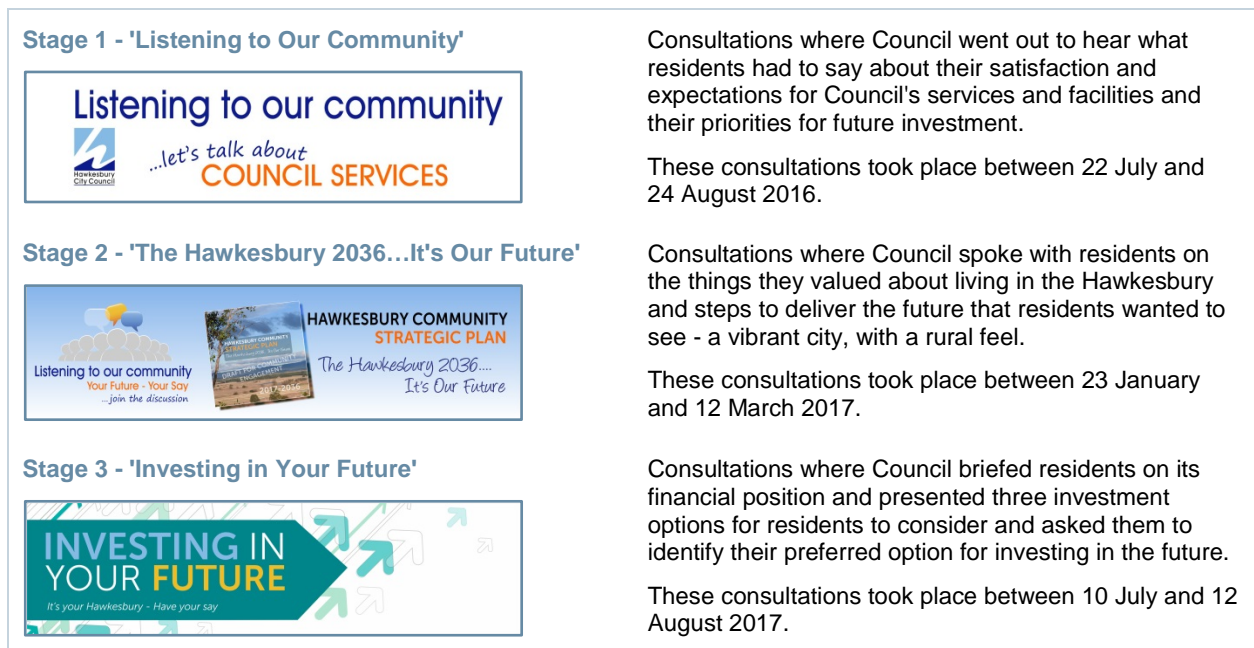 Stage 1 - 'Listening to Our Community'
Listening to our community
...let's talk about
COUNCIL SERVICES
Hawkesbury
City Council
Consultations where Council went out to hear what
residents had to say about their satisfaction and
expectations for Council's services and facilities and
their priorities for future investment.
These consultations took place between 22 July and
24 August 2016.
Stage 2 - 'The Hawkesbury 2036…It's Our Future'
Listening to our community
Your Future - Your Say
...join the discussion
HAWKESBURY COMMUNITY
STRATEGIC PLAN
DRAFT FOR COMMUNITY
ENGAGEMENT
2017-2036
HAWKESBURY COMMUNITY
STRATEGIC PLAN
The Hawkesbury 2036....
It's Our Future
Consultations where Council spoke with residents on
the things they valued about living in the Hawkesbury
and steps to deliver the future that residents wanted to
see - a vibrant city, with a rural feel.
These consultations took place between 23 January
and 12 March 2017.
Stage 3 - 'Investing in Your Future'
INVESTING IN
YOUR FUTURE
It's your Hawkesbury - Have your say
Consultations where Council briefed residents on its
financial position and presented three investment
options for residents to consider and asked them to
identify their preferred option for investing in the future.
These consultations took place between 10 July and 12
August 2017.